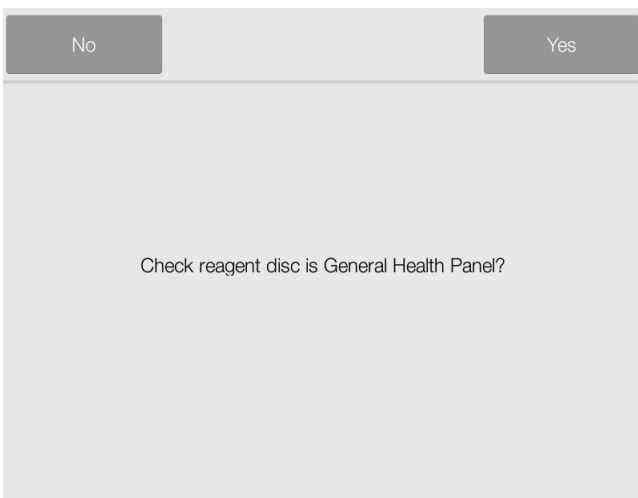 No
Yes
Check reagent disc is General Health Panel?